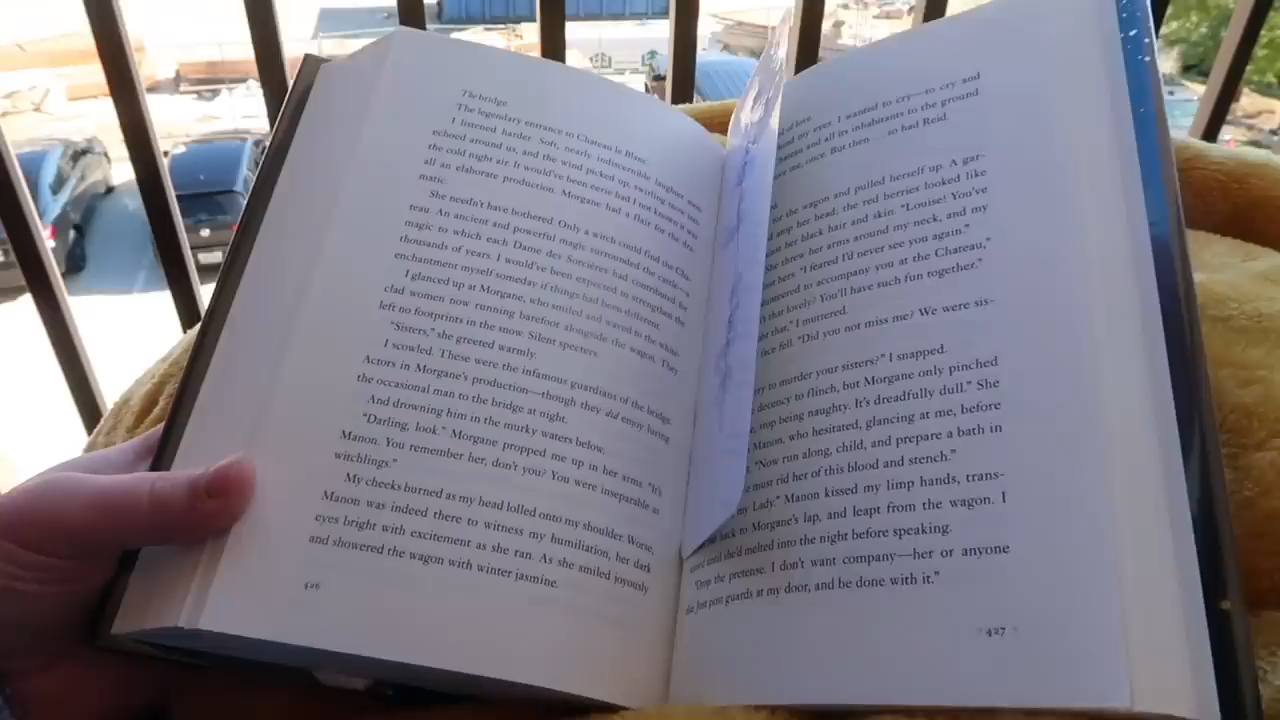 The bridge.
The legendary entrance to Chateau le Blanc.
I listened harder. Soft, nearly indiscernible laughter
echoed around us, and the wind picked up, swirling snow into
the cold night air. It would've been eerie had I not known it was
all an elaborate production. Morgane had a flair for the dra-
matic.
She needn't have bothered. Only a witch could find the Cha-
teau. An ancient and powerful magic surrounded the castle—a
magic to which each Dame des Sorcières had contributed for
thousands of years. I would've been expected to strengthen the
enchantment myself someday if things had been different.
I glanced up at Morgane, who smiled and waved to the white-
clad women now running barefoot alongside the wagon. They
left no footprints in the snow. Silent specters.
"Sisters," she greeted warmly.
I scowled. These were the infamous guardians of the bridge.
Actors in Morgane's production—though they did enjoy luring
the occasional man to the bridge at night.
And drowning him in the murky waters below.
"Darling, look." Morgane propped me up in her arms. "It's
Manon. You remember her, don't you? You were inseparable as
witchlings."
My cheeks burned as my head lolled onto my shoulder. Worse,
Manon was indeed there to witness my humiliation, her dark
eyes bright with excitement as she ran. As she smiled joyously
and showered the wagon with winter jasmine.
426
of love.
my eyes. I wanted to cry—to cry and
and all its inhabitants to the ground
me, once. But then . . . so had Reid.
for the wagon and pulled herself up. A gar-
atop her head; the red berries looked like
her black hair and skin. "Louise! You've
She threw her arms around my neck, and my
hers. "I feared I'd never see you again."
to accompany you at the Chateau,"
that lovely? You'll have such fun together."
that," I muttered.
face fell. "Did you not miss me? We were sis-
to murder your sisters?" I snapped.
decency to flinch, but Morgane only pinched
stop being naughty. It's dreadfully dull." She
Manon, who hesitated, glancing at me, before
"Now run along, child, and prepare a bath in
must rid her of this blood and stench."
my Lady." Manon kissed my limp hands, trans-
back to Morgane's lap, and leapt from the wagon. I
until she'd melted into the night before speaking.
"Drop the pretense. I don't want company—her or anyone
else. Just post guards at my door, and be done with it."
427